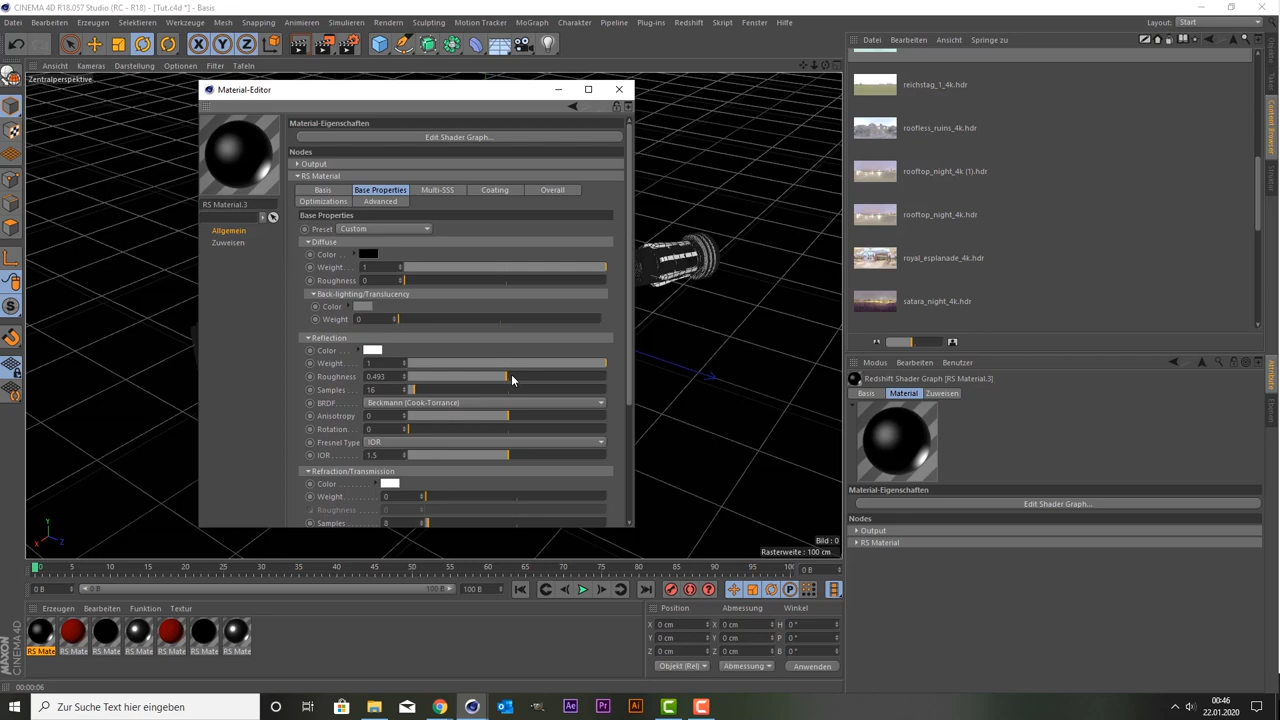 CINEMA 4D R18.057 Studio (RC - R18) - [Tut.c4d *] - Basis
Datei Bearbeiten Erzeugen Selektieren Werkzeuge Mesh Snapping Animieren Simulieren Rendern Sculpting Motion Tracker MoGraph Charakter Pipeline Plug-ins Redshift Skript Fenster Hilfe Layout: Start
Ansicht Kameras Darstellung Optionen Filter Tafeln
Zentralperspektive
Material-Editor
RS Material.3
Allgemein
Zuweisen
Material-Eigenschaften
Edit Shader Graph...
Nodes
Output
RS Material
Basis Base Properties Multi-SSS Coating Overall
Optimizations Advanced
Base Properties
Preset Custom
Diffuse
Color . .
Weight . . . 1
Roughness 0
Back-lighting/Translucency
Color
Weight 0
Reflection
Color . . .
Weight . . . 1
Roughness 0.493
Samples . . 16
BRDF. . . . Beckmann (Cook-Torrance)
Anisotropy 0
Rotation. . . 0
Fresnel Type IOR
IOR . . . . . . . 1.5
Refraction/Transmission
Color . . . . . . . .
Weight . . . . . . . . 0
Roughness . . . . 0
Samples . . . . . . 8
Bild : 0
Rasterweite : 100 cm
Datei Bearbeiten Ansicht Springe zu
reichstag_1_4k.hdr
roofless_ruins_4k.hdr
rooftop_night_4k (1).hdr
rooftop_night_4k.hdr
royal_esplanade_4k.hdr
satara_night_4k.hdr
Objekte
Takes
Content Browser
Struktur
Modus Bearbeiten Benutzer
Redshift Shader Graph [RS Material.3]
Basis Material Zuweisen
Material-Eigenschaften
Edit Shader Graph...
Nodes
Output
RS Material
Attribute
Ebenen
0 5 10 15 20 25 30 35 40 45 50 55 60 65 70 75 80 85 90 95 100 0 B
0 B 0 B 100 B 100 B
Erzeugen Bearbeiten Funktion Textur
RS Mate RS Mate RS Mate RS Mate RS Mate RS Mate RS Mate
Position Abmessung Winkel
X 0 cm X 0 cm H 0 °
Y 0 cm Y 0 cm P 0 °
Z 0 cm Z 0 cm B 0 °
Objekt (Rel) Abmessung Anwenden
MAXON
CINEMA 4D
00:00:06
Zur Suche Text hier eingeben
Ae Pr Ai
00:46
22.01.2020